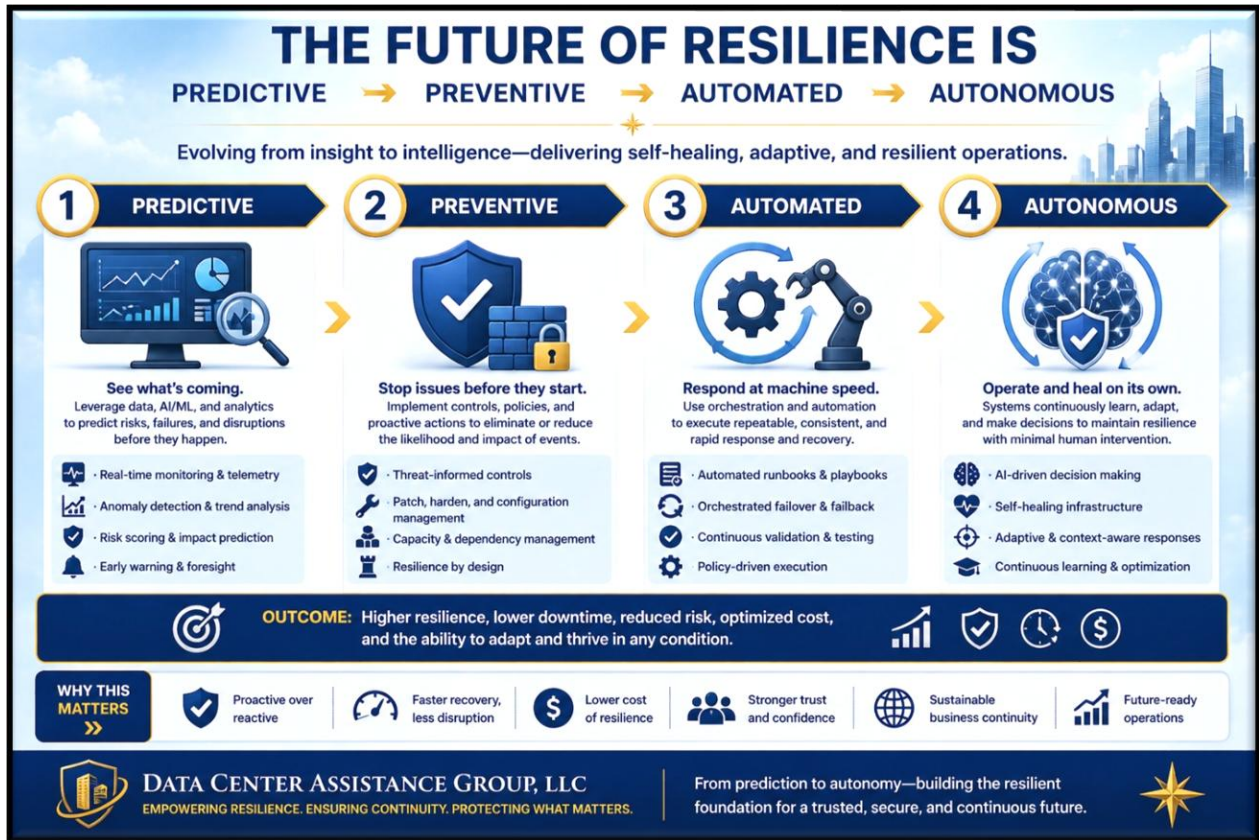 THE FUTURE OF RESILIENCE IS
PREDICTIVE → PREVENTIVE → AUTOMATED → AUTONOMOUS
Evolving from insight to intelligence—delivering self-healing, adaptive, and resilient operations.
1 PREDICTIVE
See what's coming.
Leverage data, AI/ML, and analytics
to predict risks, failures, and disruptions
before they happen.
· Real-time monitoring & telemetry
· Anomaly detection & trend analysis
· Risk scoring & impact prediction
· Early warning & foresight
2 PREVENTIVE
Stop issues before they start.
Implement controls, policies, and
proactive actions to eliminate or reduce
the likelihood and impact of events.
· Threat-informed controls
· Patch, harden, and configuration
management
· Capacity & dependency management
· Resilience by design
3 AUTOMATED
Respond at machine speed.
Use orchestration and automation
to execute repeatable, consistent, and
rapid response and recovery.
· Automated runbooks & playbooks
· Orchestrated failover & failback
· Continuous validation & testing
· Policy-driven execution
4 AUTONOMOUS
Operate and heal on its own.
Systems continuously learn, adapt,
and make decisions to maintain resilience
with minimal human intervention.
· AI-driven decision making
· Self-healing infrastructure
· Adaptive & context-aware responses
· Continuous learning & optimization
OUTCOME: Higher resilience, lower downtime, reduced risk, optimized cost,
and the ability to adapt and thrive in any condition.
$
WHY THIS
MATTERS
Proactive over
reactive
Faster recovery,
less disruption
$
Lower cost
of resilience
Stronger trust
and confidence
Sustainable
business continuity
Future-ready
operations
DATA CENTER ASSISTANCE GROUP, LLC
EMPOWERING RESILIENCE. ENSURING CONTINUITY. PROTECTING WHAT MATTERS.
From prediction to autonomy—building the resilient
foundation for a trusted, secure, and continuous future.